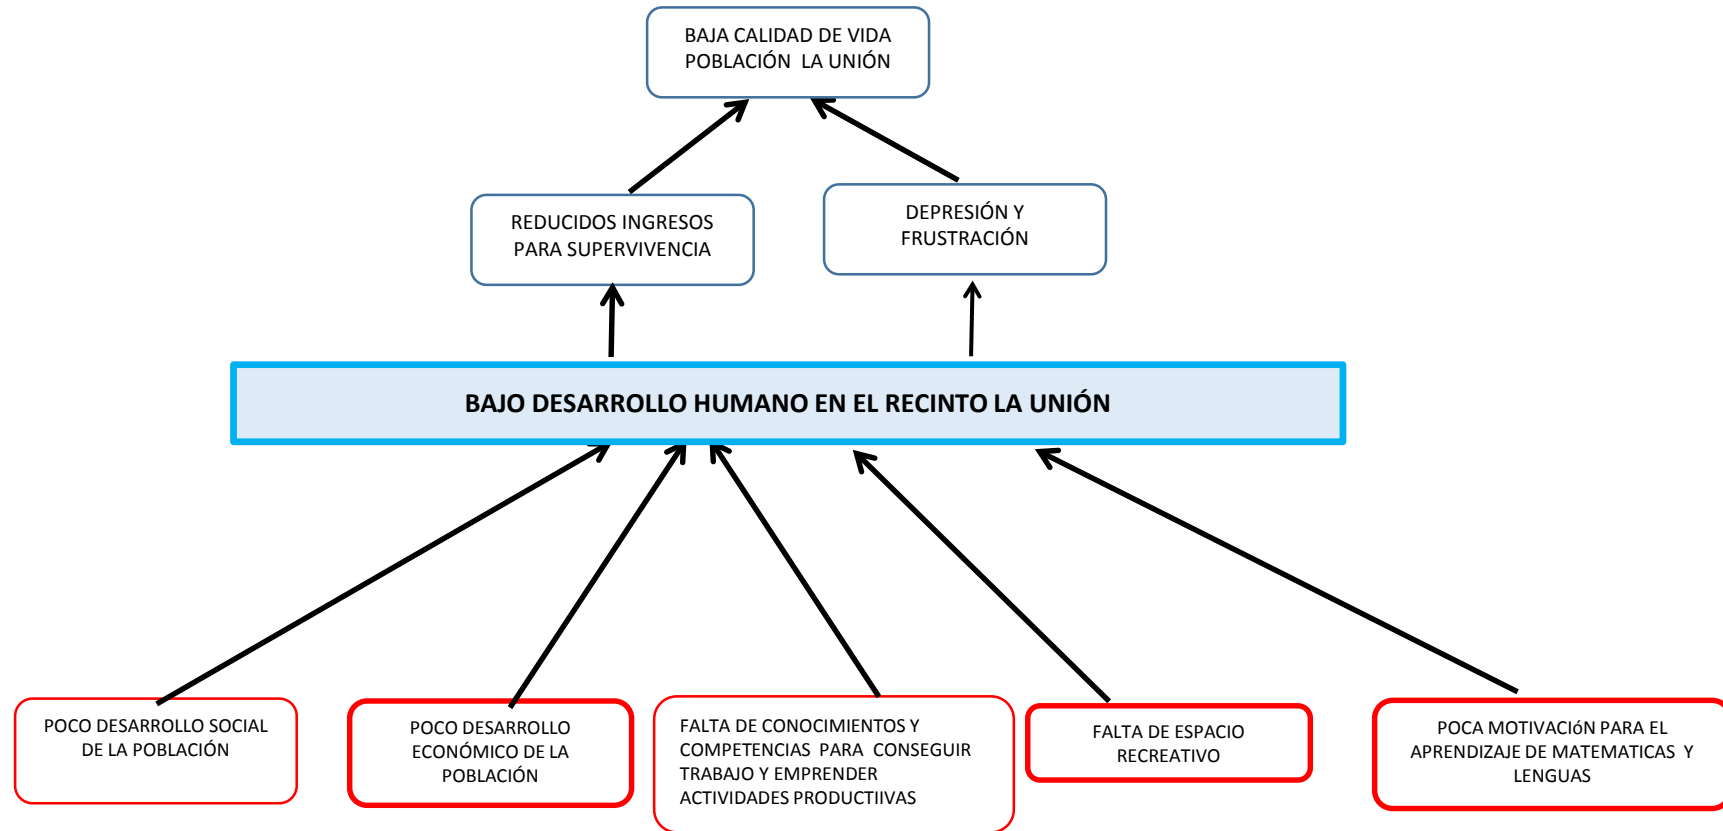 BAJA CALIDAD DE VIDA
POBLACIÓN LA UNIÓN
REDUCIDOS INGRESOS
PARA SUPERVIVENCIA
DEPRESIÓN Y
FRUSTRACIÓN
BAJO DESARROLLO HUMANO EN EL RECINTO LA UNIÓN
POCO DESARROLLO SOCIAL
DE LA POBLACIÓN
POCO DESARROLLO
ECONÓMICO DE LA
POBLACIÓN
FALTA DE CONOCIMIENTOS Y
COMPETENCIAS PARA CONSEGUIR
TRABAJO Y EMPRENDER
ACTIVIDADES PRODUCTIIVAS
FALTA DE ESPACIO
RECREATIVO
POCA MOTIVACIóN PARA EL
APRENDIZAJE DE MATEMATICAS Y
LENGUAS